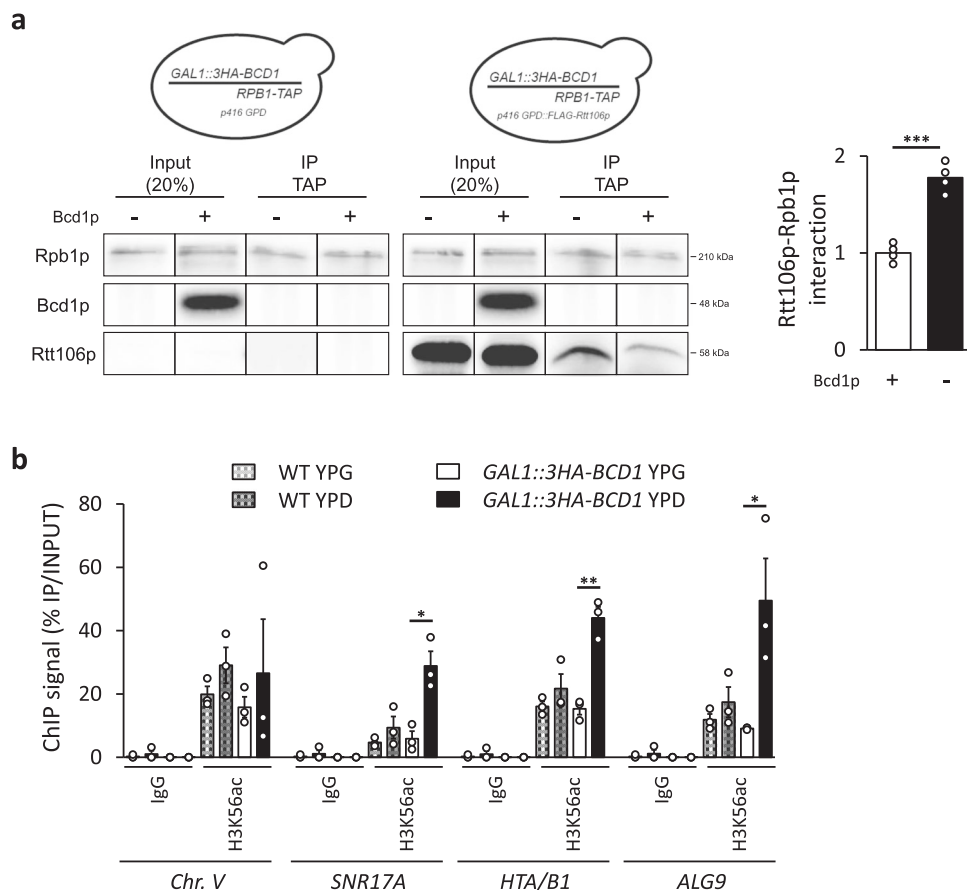 a
GAL1::3HA-BCD1
RPB1-TAP
p416 GPD
GAL1::3HA-BCD1
RPB1-TAP
p416 GPD::FLAG-Rtt106p
Input
(20%)
IP
TAP
Input
(20%)
IP
TAP
Bcd1p - + - + - + - +
Rpb1p
210 kDa
Bcd1p
48 kDa
Rtt106p
58 kDa
Rtt106p-Rpb1p
interaction
***
2
1
0
Bcd1p + -
b
WT YPG
WT YPD
GAL1::3HA-BCD1 YPG
GAL1::3HA-BCD1 YPD
ChIP signal (% IP/INPUT)
80
60
40
20
0
*
**
*
IgG
H3K56ac
IgG
H3K56ac
IgG
H3K56ac
IgG
H3K56ac
Chr. V
SNR17A
HTA/B1
ALG9